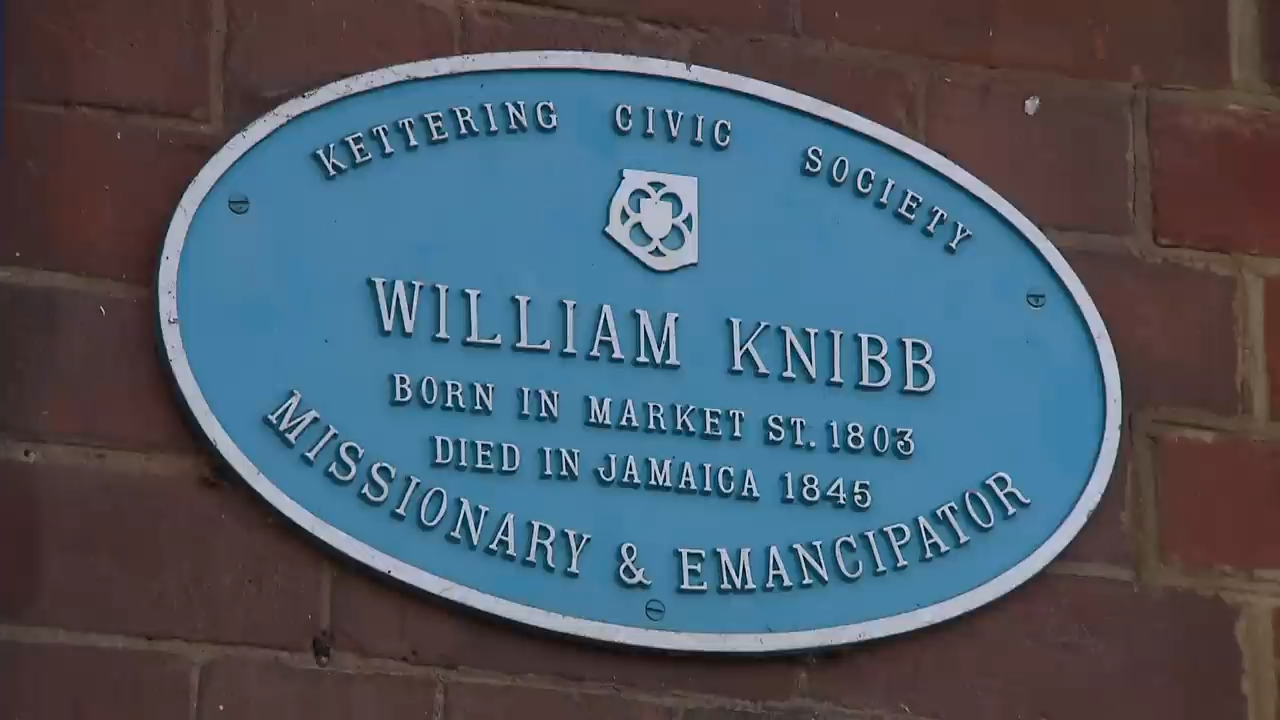 KETTERING CIVIC SOCIETY
WILLIAM KNIBB
BORN IN MARKET ST. 1803
DIED IN JAMAICA 1845
MISSIONARY & EMANCIPATOR